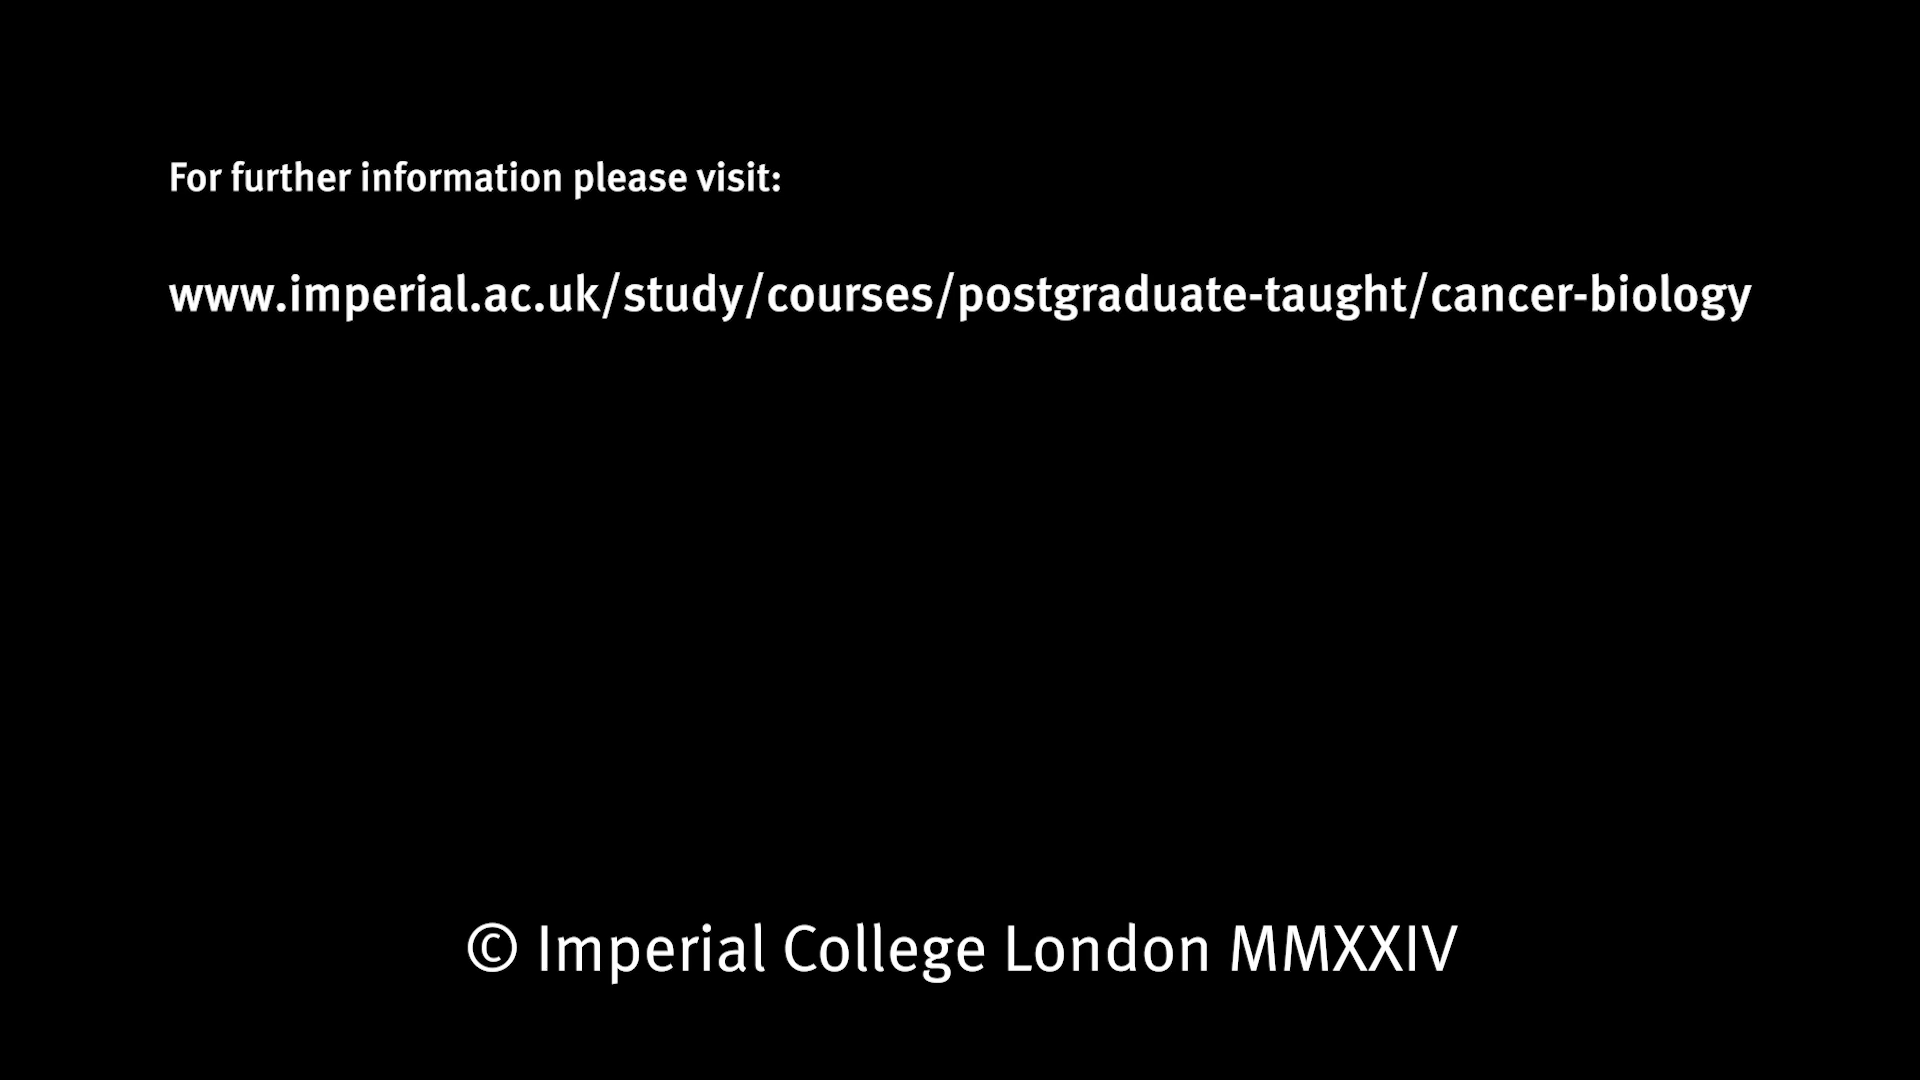 For further information please visit:
www.imperial.ac.uk/study/courses/postgraduate-taught/cancer-biology
© Imperial College London MMXXIV